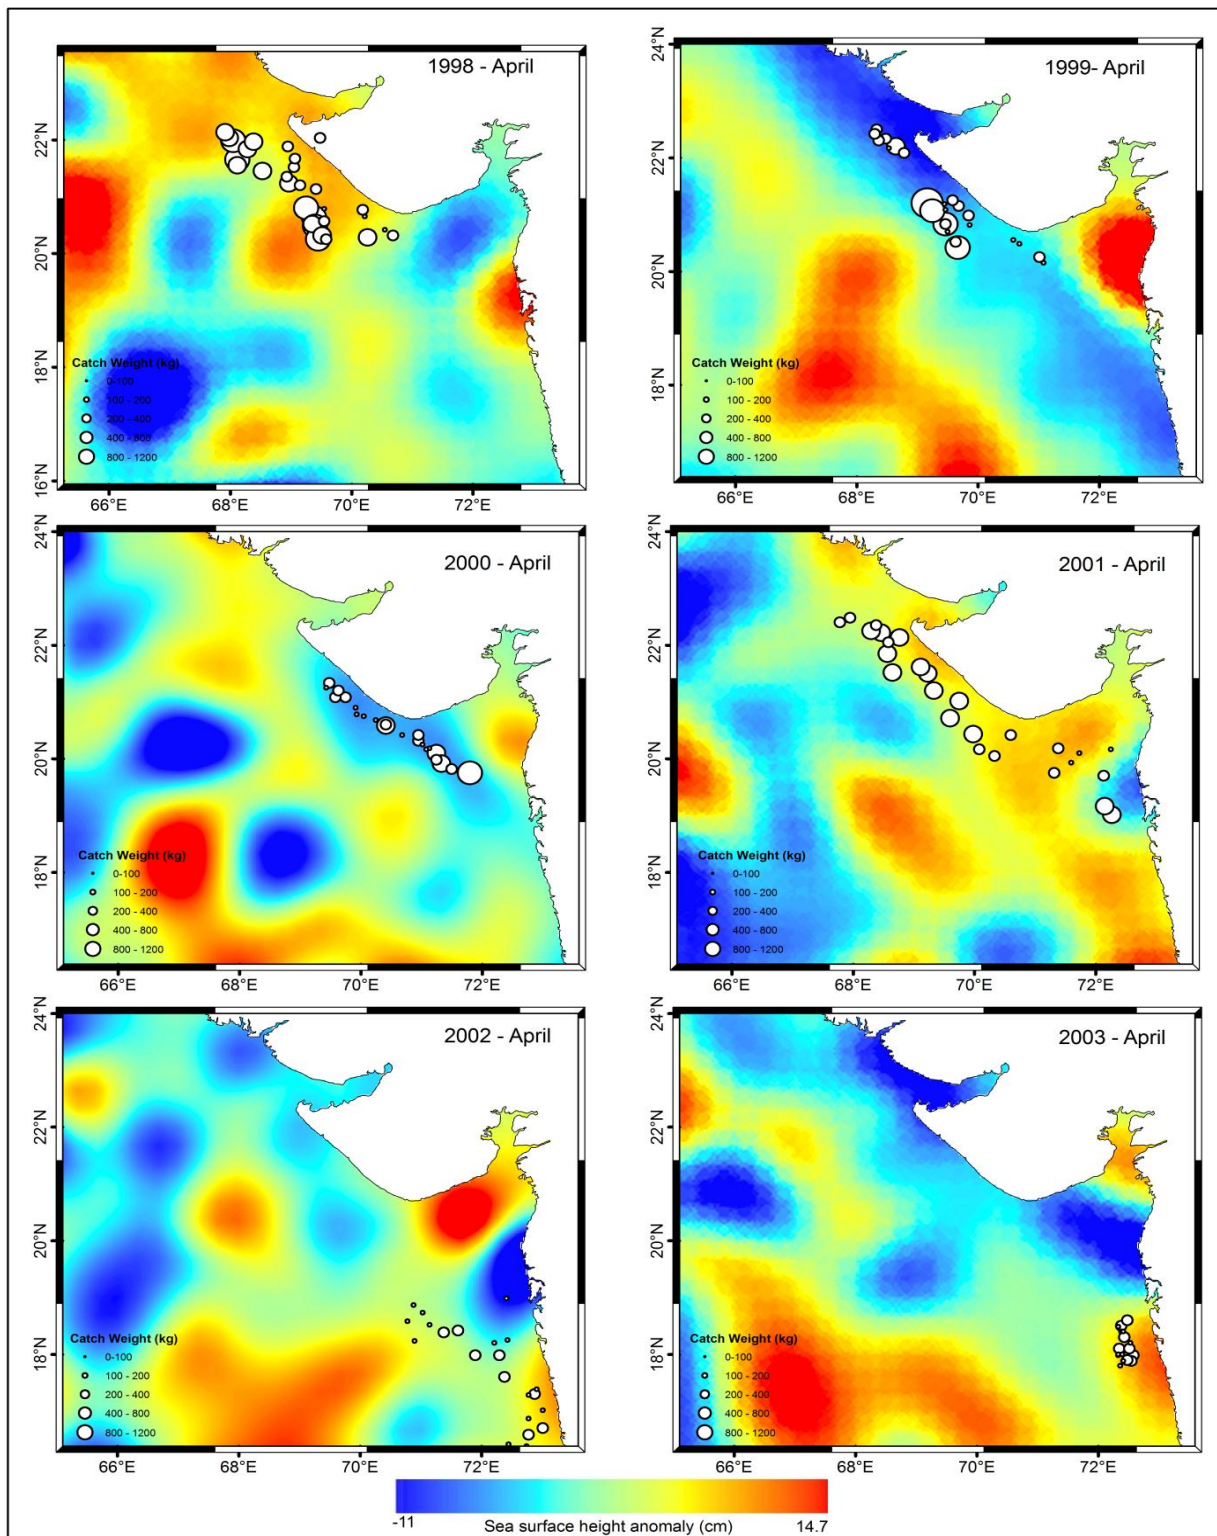 1998 - April
22°N
20°N
18°N
16°N
Catch Weight (kg)
0-100
100 - 200
200 - 400
400 - 800
800 - 1200
66°E 68°E 70°E 72°E
1999- April
24°N
22°N
20°N
18°N
Catch Weight (kg)
0-100
100 - 200
200 - 400
400 - 800
800 - 1200
66°E 68°E 70°E 72°E
2000 - April
24°N
22°N
20°N
18°N
Catch Weight (kg)
0-100
100 - 200
200 - 400
400 - 800
800 - 1200
66°E 68°E 70°E 72°E
2001 - April
24°N
22°N
20°N
18°N
Catch Weight (kg)
0-100
100 - 200
200 - 400
400 - 800
800 - 1200
66°E 68°E 70°E 72°E
2002 - April
24°N
22°N
20°N
18°N
Catch Weight (kg)
0-100
100 - 200
200 - 400
400 - 800
800 - 1200
66°E 68°E 70°E 72°E
2003 - April
24°N
22°N
20°N
18°N
Catch Weight (kg)
0-100
100 - 200
200 - 400
400 - 800
800 - 1200
66°E 68°E 70°E 72°E
-11 Sea surface height anomaly (cm) 14.7